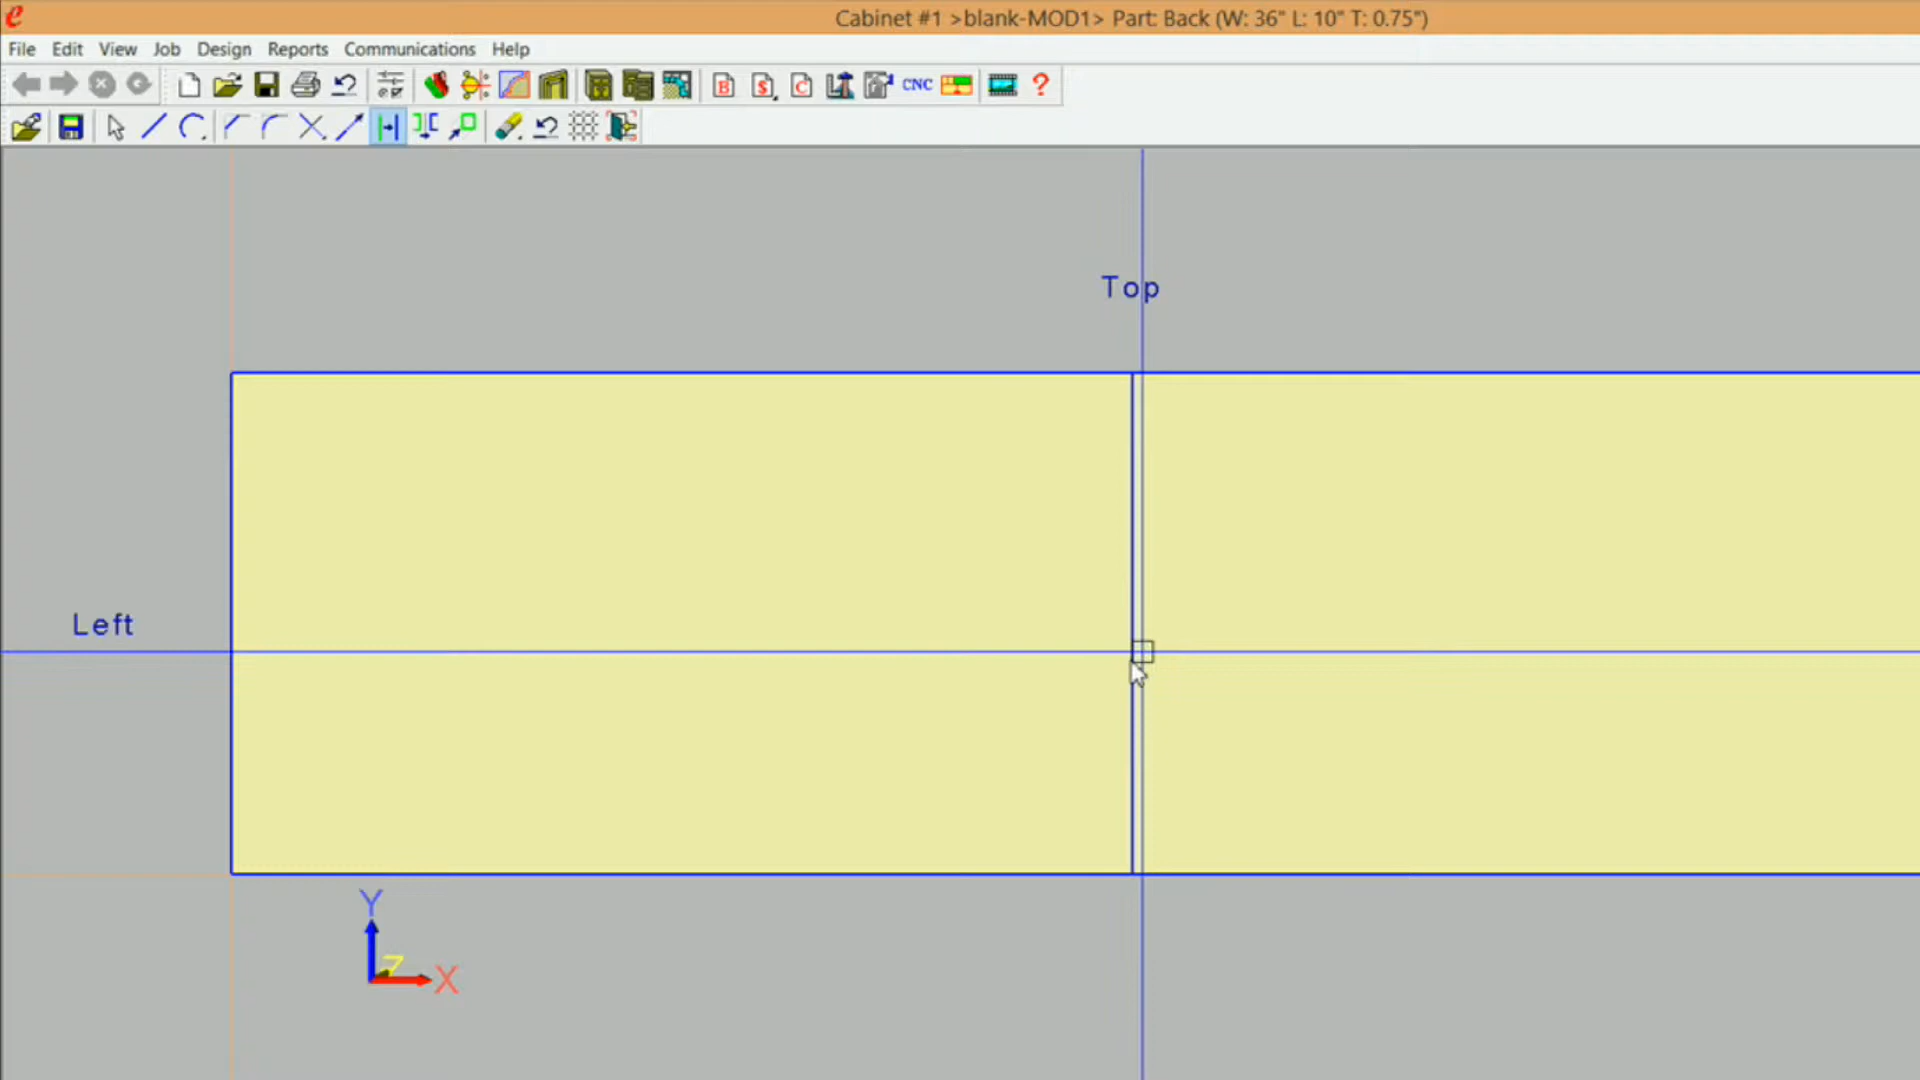 Cabinet #1 >blank-MOD1> Part: Back (W: 36" L: 10" T: 0.75")
File Edit View Job Design Reports Communications Help
B $ C CNC ?
Top
Left
Y
Z
X